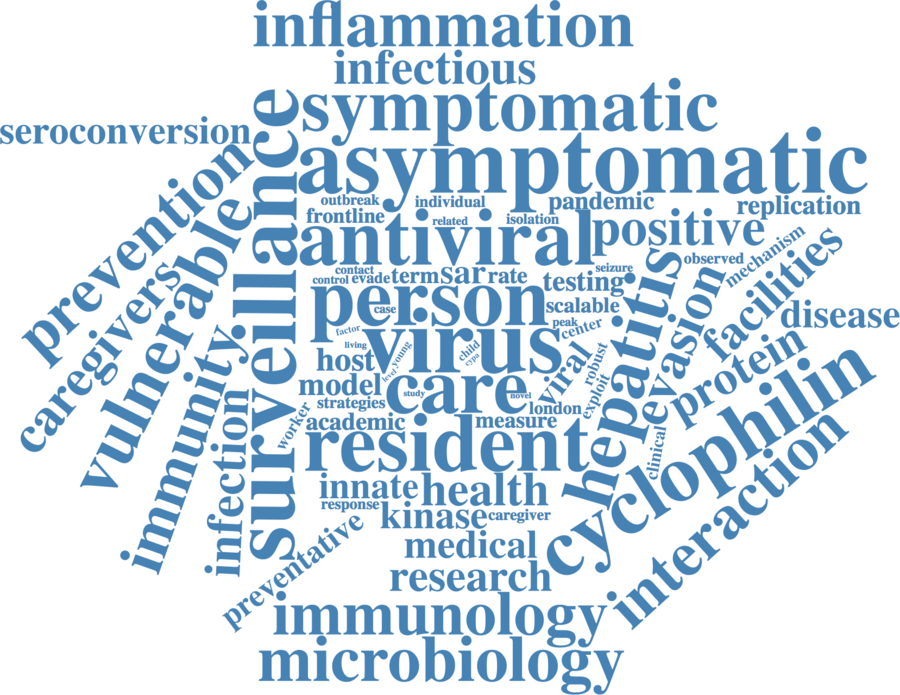 inflammation
infectious
symptomatic
seroconversion
asymptomatic
surveillance
prevention
outbreak
individual
pandemic
replication
frontline
related
isolation
antiviral
positive
vulnerable
caregivers
contact
control
evade
term
sar
rate
testing
seizure
observed
mechanism
facilities
person
case
scalable
peak
center
disease
factor
virus
living
young
child
cypa
level
host
viral
robust
hepatitis
evasion
protein
immunity
model
care
study
novel
exploit
strategies
london
worker
academic
measure
clinical
cyclophilin
infection
resident
innate
health
response
kinase
caregiver
interaction
preventative
medical
research
immunology
microbiology